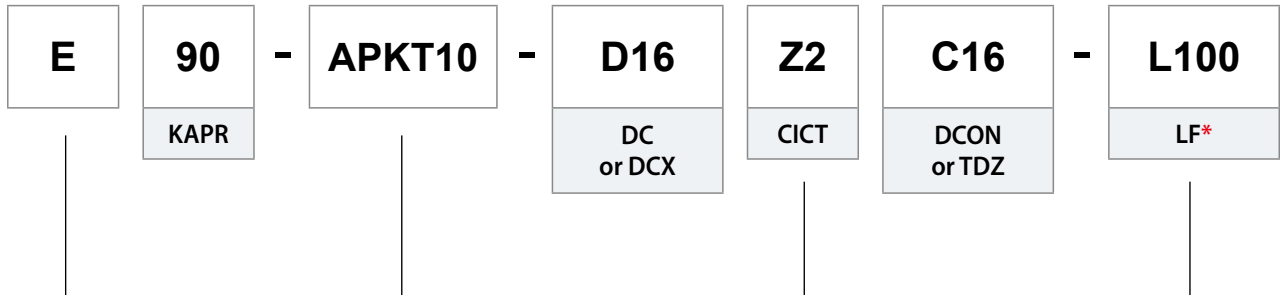 E 90 - APKT10 - D16 Z2 C16 - L100
KAPR DC CICT DCON LF*
or DCX or TDZ